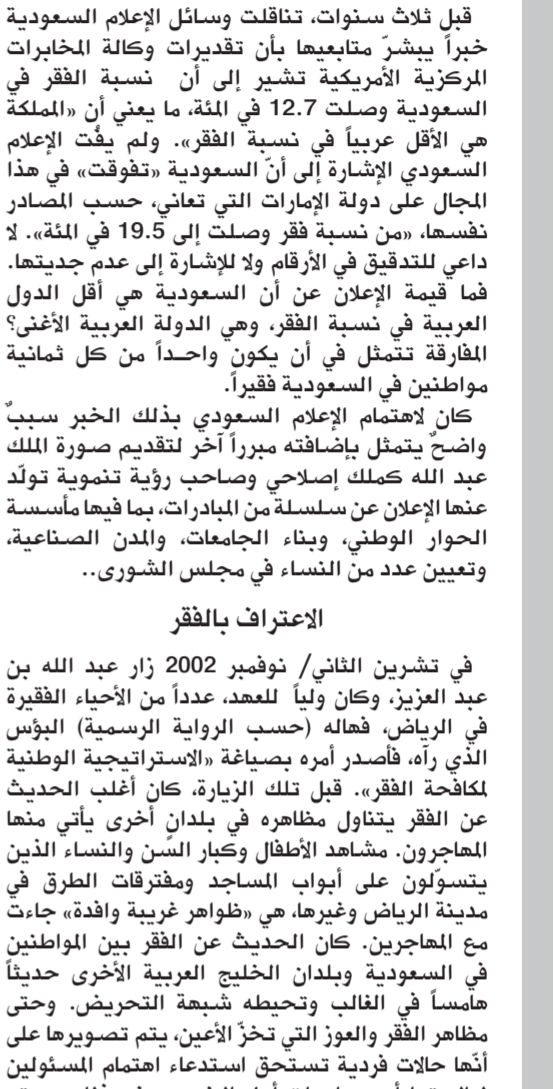 قبل ثلاث سنوات، تناقلت وسائل الإعلام السعودية
خبراً يبشرّ متابعيها بأن تقديرات وكالة المخابرات
المركزية الأمريكية تشير إلى أن نسبة الفقر في
السعودية وصلت 12.7 في المئة، ما يعني أن «المملكة
هي الأقل عربياً في نسبة الفقر». ولم يفُت الإعلام
السعودي الإشارة إلى أنّ السعودية «تفوقت» في هذا
المجال على دولة الإمارات التي تعاني، حسب المصادر
نفسها، «من نسبة فقر وصلت إلى 19.5 في المئة». لا
داعي للتدقيق في الأرقام ولا للإشارة إلى عدم جديتها.
فما قيمة الإعلان عن أن السعودية هي أقل الدول
العربية في نسبة الفقر، وهي الدولة العربية الأغنى؟
المفارقة تتمثل في أن يكون واحداً من كل ثمانية
مواطنين في السعودية فقيراً.
كان لاهتمام الإعلام السعودي بذلك الخبر سببٌ
واضحٌ يتمثل بإضافته مبرراً آخر لتقديم صورة الملك
عبد الله كملك إصلاحي وصاحب رؤية تنموية تولّد
عنها الإعلان عن سلسلة من المبادرات، بما فيها مأسسة
الحوار الوطني، وبناء الجامعات، والمدن الصناعية،
وتعيين عدد من النساء في مجلس الشورى..
الاعتراف بالفقر
في تشرين الثاني/ نوفمبر 2002 زار عبد الله بن
عبد العزيز، وكان ولياً للعهد، عدداً من الأحياء الفقيرة
في الرياض، فهاله (حسب الرواية الرسمية) البؤس
الذي رآه، فأصدر أمره بصياغة «الاستراتيجية الوطنية
لمكافحة الفقر». قبل تلك الزيارة، كان أغلب الحديث
عن الفقر يتناول مظاهره في بلدانٍ أخرى يأتي منها
المهاجرون. مشاهد الأطفال وكبار السّن والنساء الذين
يتسوّلون على أبواب المساجد ومفترقات الطرق في
مدينة الرياض وغيرها، هي «ظواهر غريبة وافدة» جاءت
مع المهاجرين. كان الحديث عن الفقر بين المواطنين
في السعودية وبلدان الخليج العربية الأخرى حديثاً
هامساً في الغالب وتحيطه شبهة التحريض. وحتى
مظاهر الفقر والعوز التي تخزّ الأعين، يتم تصويرها على
أنّها حالات فردية تستحق استدعاء اهتمام المسئولين